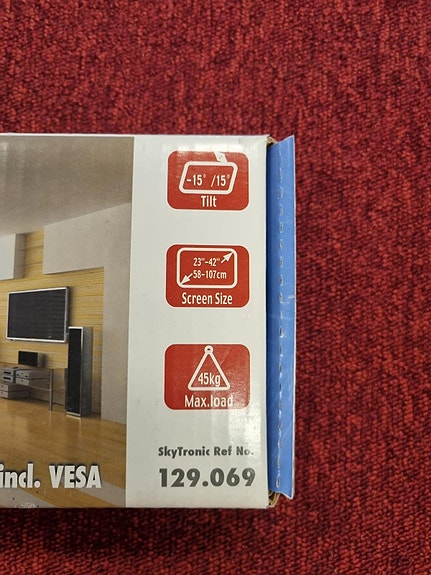 -15° /15°
Tilt
23"-42"
58-107cm
Screen Size
45kg
Max.load
SkyTronic Ref No.
129.069
incl. VESA